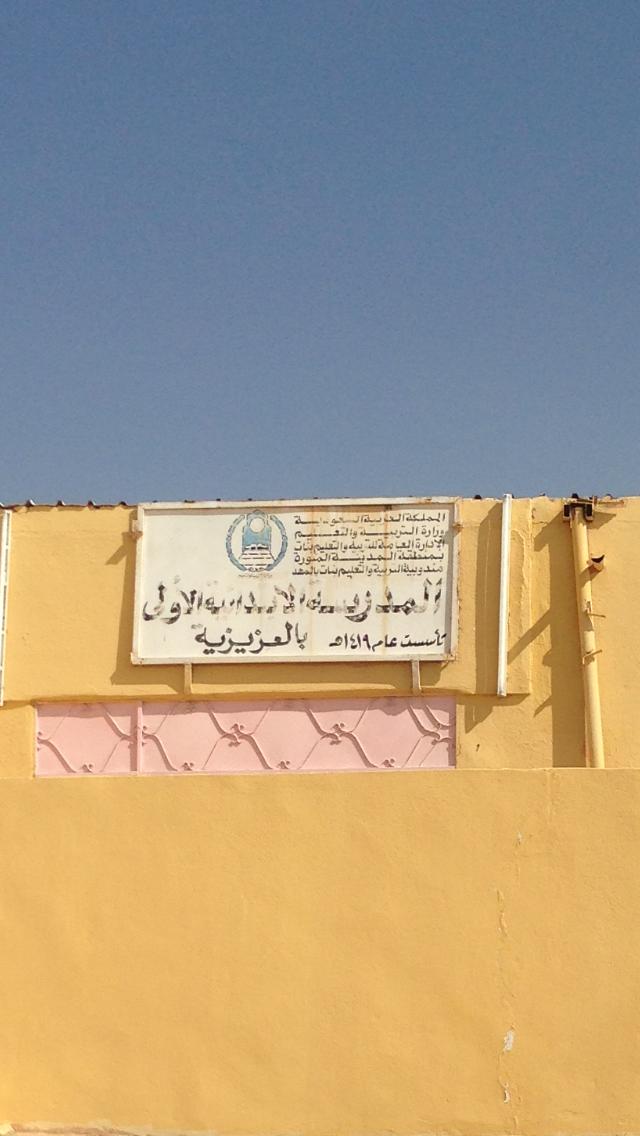 المملكة العربية السعودية
وزارة التربية والتعليم
الإدارة العامة للتربية والتعليم بنات
بمنطقة المدينة المنورة
مندوبية التربية والتعليم بنات بالمهد
المدرسة الابتدائية الأولى
بالعزيزية
تأسست عام ١٤١٩هـ